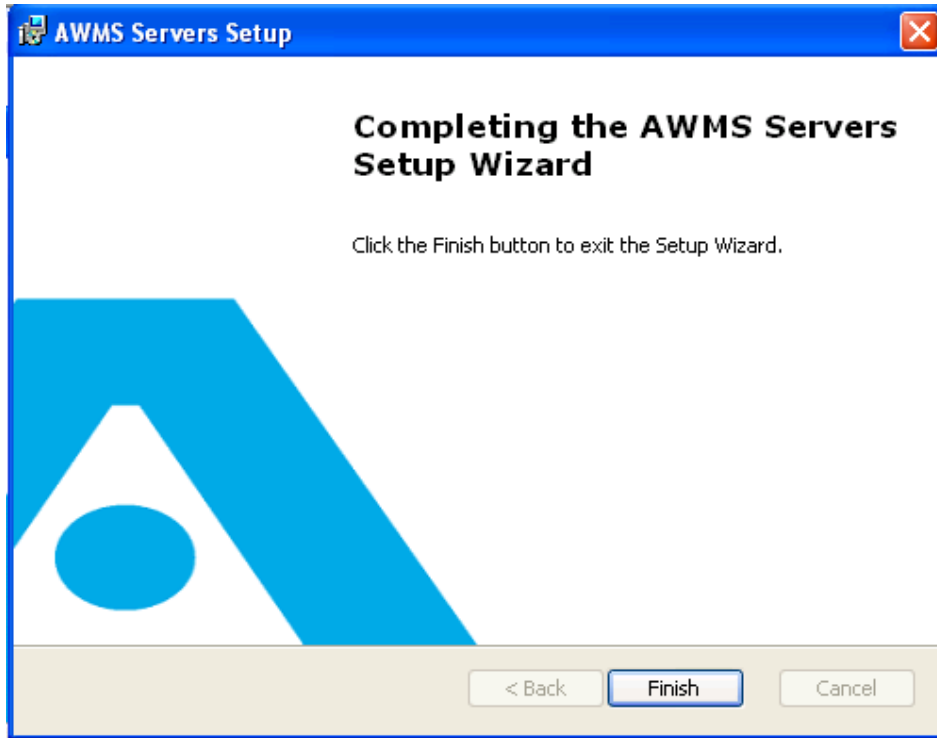 AWMS Servers Setup
Completing the AWMS Servers
Setup Wizard
Click the Finish button to exit the Setup Wizard.
< Back
Finish
Cancel